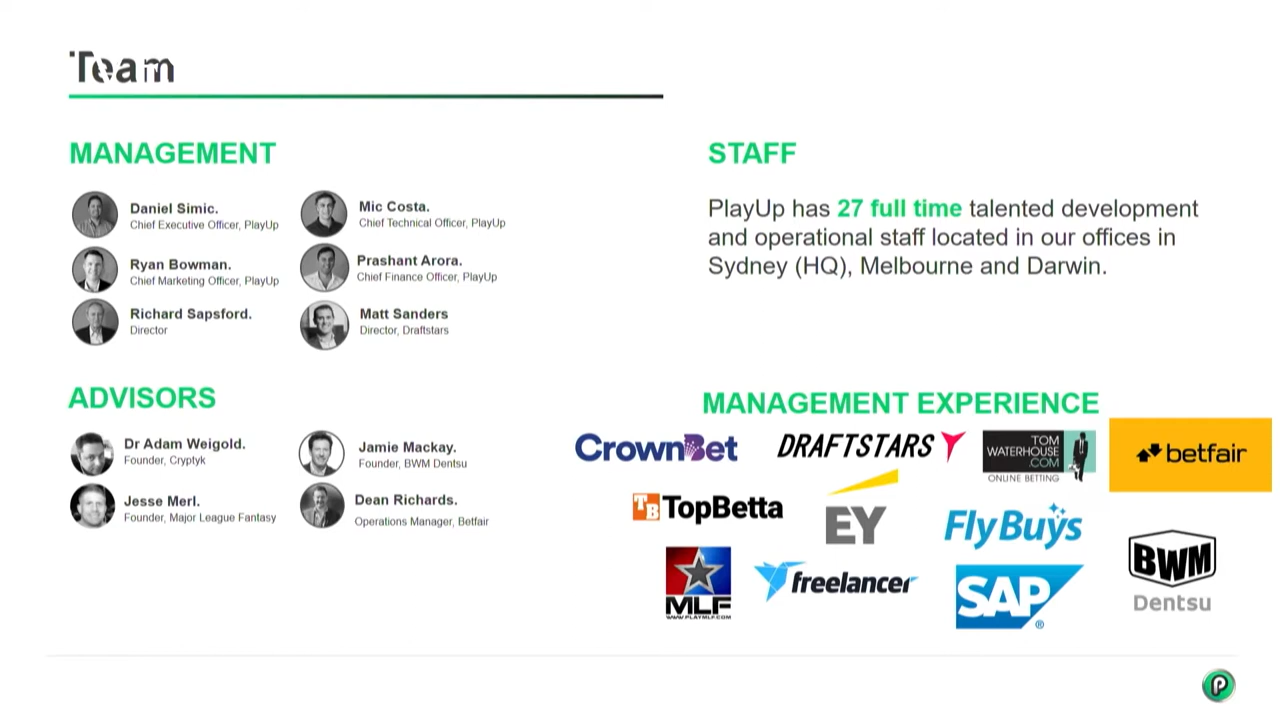 Team
MANAGEMENT
Daniel Simic.
Chief Executive Officer, PlayUp
Mic Costa.
Chief Technical Officer, PlayUp
Ryan Bowman.
Chief Marketing Officer, PlayUp
Prashant Arora.
Chief Finance Officer, PlayUp
Richard Sapsford.
Director
Matt Sanders
Director, Draftstars
ADVISORS
Dr Adam Weigold.
Founder, Cryptyk
Jamie Mackay.
Founder, BWM Dentsu
Jesse Merl.
Founder, Major League Fantasy
Dean Richards.
Operations Manager, Betfair
STAFF
PlayUp has 27 full time talented development
and operational staff located in our offices in
Sydney (HQ), Melbourne and Darwin.
MANAGEMENT EXPERIENCE
CrownBet
DRAFTSTARS
TOM
WATERHOUSE
.COM
ONLINE BETTING
betfair
TB TopBetta
EY
FlyBuys
MLF
WWW.PLAYMLF.COM
freelancer
SAP
®
BWM
Dentsu
P